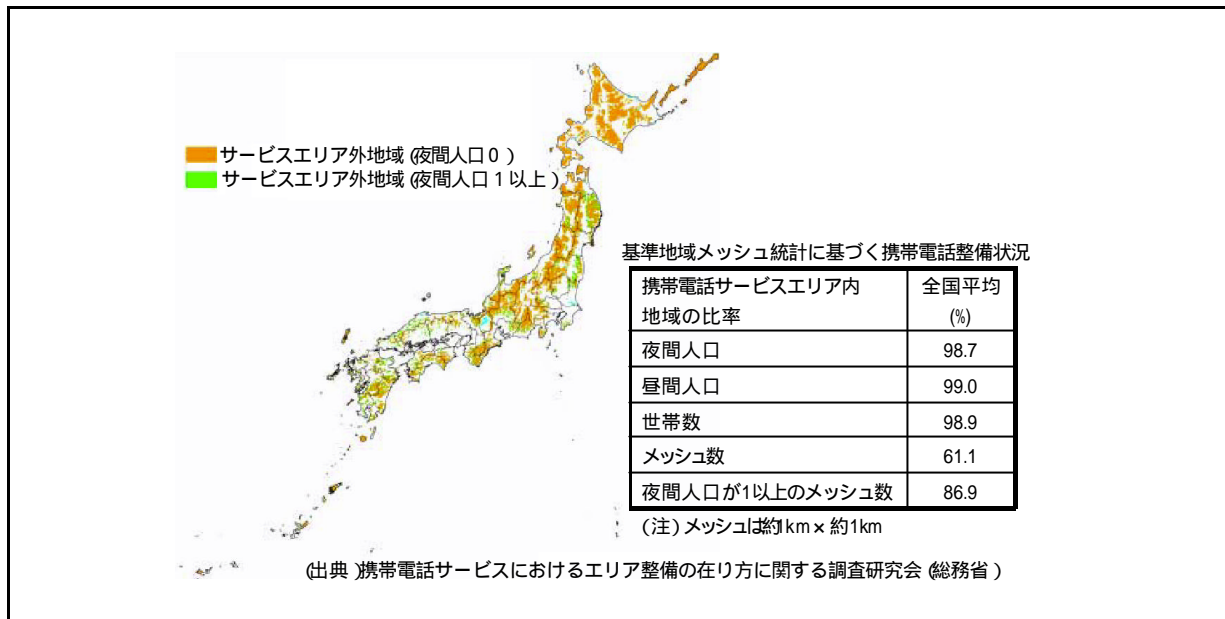 サービスエリア外地域(夜間人口0)
サービスエリア外地域(夜間人口1以上)
基準地域メッシュ統計に基づく携帯電話整備状況
携帯電話サービスエリア内 全国平均
地域の比率 (%)
夜間人口 98.7
昼間人口 99.0
世帯数 98.9
メッシュ数 61.1
夜間人口が1以上のメッシュ数 86.9
(注)メッシュは約1km×約1km
(出典)携帯電話サービスにおけるエリア整備の在り方に関する調査研究会(総務省)